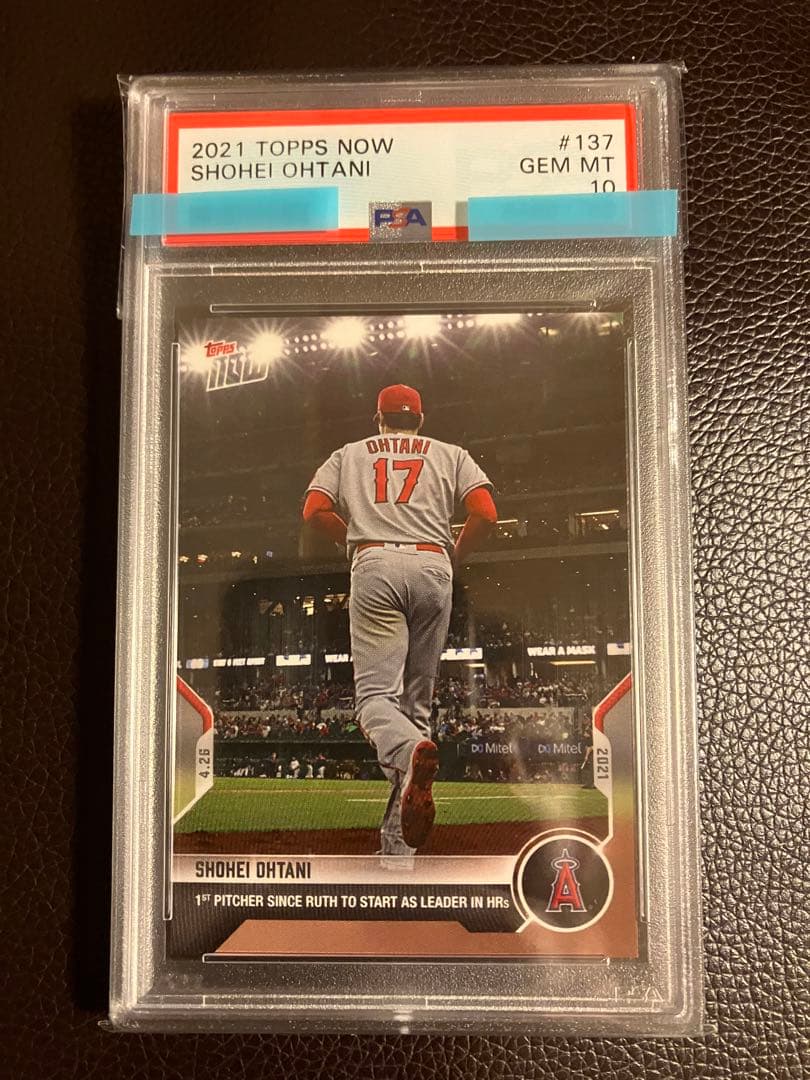 2021 TOPPS NOW #137
SHOHEI OHTANI GEM MT
10
PSA
topps
NOW
OHTANI
17
WEAR A MASK
Mitel Mitel
4.26
2021
SHOHEI OHTANI
1ST PITCHER SINCE RUTH TO START AS LEADER IN HRs
A